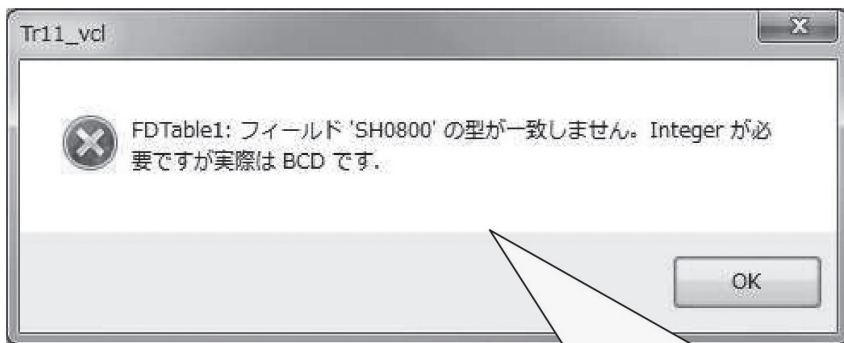 Tr11_vcl
FDTable1: フィールド 'SH0800' の型が一致しません。Integer が必
要ですが実際は BCD です.
OK